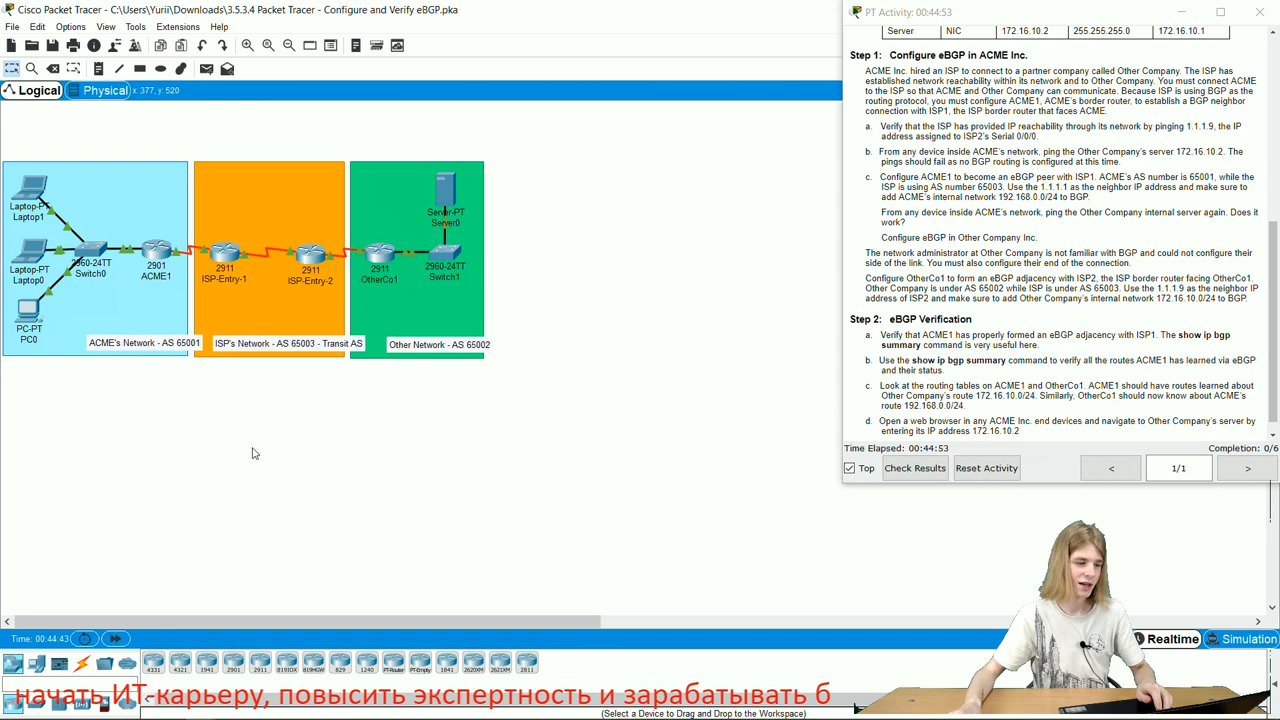 Cisco Packet Tracer - C:\Users\Yurii\Downloads\3.5.3.4 Packet Tracer - Configure and Verify eBGP.pka
File Edit Options View Tools Extensions Help
Logical Physical x: 377, y: 520
Laptop-PT
Laptop1
Laptop-PT
Laptop0
PC-PT
PC0
2960-24TT
Switch0
2901
ACME1
2911
ISP-Entry-1
2911
ISP-Entry-2
2911
OtherCo1
Server-PT
Server0
2960-24TT
Switch1
ACME's Network - AS 65001
ISP's Network - AS 65003 - Transit AS
Other Network - AS 65002
PT Activity: 00:44:53
Server NIC 172.16.10.2 255.255.255.0 172.16.10.1
Step 1: Configure eBGP in ACME Inc.
ACME Inc. hired an ISP to connect to a partner company called Other Company. The ISP has
established network reachability within its network and to Other Company. You must connect ACME
to the ISP so that ACME and Other Company can communicate. Because ISP is using BGP as the
routing protocol, you must configure ACME1, ACME's border router, to establish a BGP neighbor
connection with ISP1, the ISP border router that faces ACME.
a. Verify that the ISP has provided IP reachability through its network by pinging 1.1.1.9, the IP
address assigned to ISP2's Serial 0/0/0.
b. From any device inside ACME's network, ping the Other Company's server 172.16.10.2. The
pings should fail as no BGP routing is configured at this time.
c. Configure ACME1 to become an eBGP peer with ISP1. ACME's AS number is 65001, while the
ISP is using AS number 65003. Use the 1.1.1.1 as the neighbor IP address and make sure to
add ACME's internal network 192.168.0.0/24 to BGP.
From any device inside ACME's network, ping the Other Company internal server again. Does it
work?
Configure eBGP in Other Company Inc.
The network administrator at Other Company is not familiar with BGP and could not configure their
side of the link. You must also configure their end of the connection.
Configure OtherCo1 to form an eBGP adjacency with ISP2, the ISP border router facing OtherCo1.
Other Company is under AS 65002 while ISP is under AS 65003. Use the 1.1.1.9 as the neighbor IP
address of ISP2 and make sure to add Other Company's internal network 172.16.10.0/24 to BGP.
Step 2: eBGP Verification
a. Verify that ACME1 has properly formed an eBGP adjacency with ISP1. The show ip bgp
summary command is very useful here.
b. Use the show ip bgp summary command to verify all the routes ACME1 has learned via eBGP
and their status.
c. Look at the routing tables on ACME1 and OtherCo1. ACME1 should have routes learned about
Other Company's route 172.16.10.0/24. Similarly, OtherCo1 should now know about ACME's
route 192.168.0.0/24.
d. Open a web browser in any ACME Inc. end devices and navigate to Other Company's server by
entering its IP address 172.16.10.2
Time Elapsed: 00:44:53 Completion: 0/6
Top Check Results Reset Activity < 1/1 >
Time: 00:44:43 Realtime Simulation
4331 4321 1941 2901 2911 819IOX 819HGW 829 1240 PT-Router PT-Empty 1841 2620XM 2621XM 2811
начать ИТ-карьеру, повысить экспертность и зарабатывать б
(Select a Device to Drag and Drop to the Workspace)